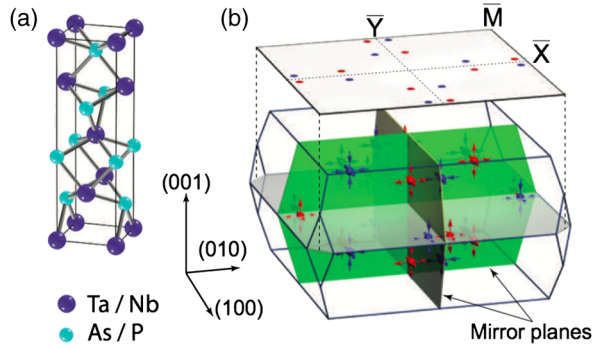 (a)
(b)
Y̅
M̅
X̅
(001)
(010)
(100)
Ta / Nb
As / P
Mirror planes